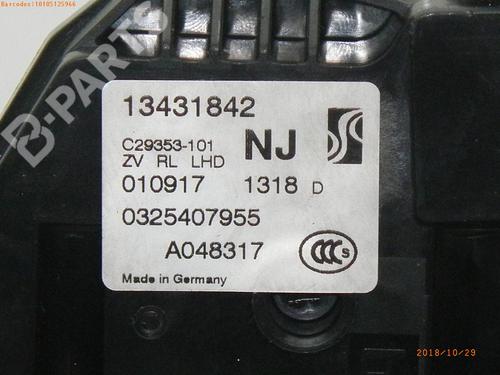 Barcodes:10105125966
B-PARTS
13431842
C29353-101 NJ
ZV RL LHD
010917 1318 D
0325407955
A048317 CCC S
Made in Germany
2018/10/29